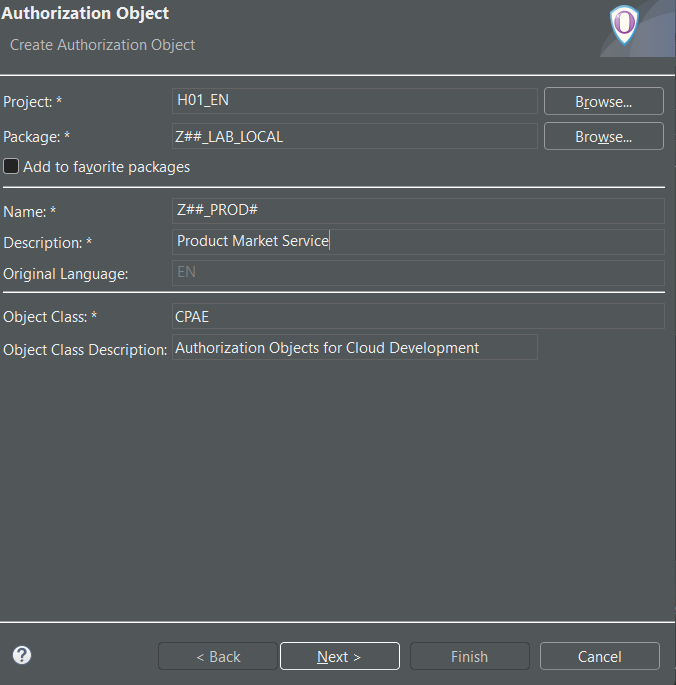 Authorization Object
Create Authorization Object
Project: * H01_EN Browse...
Package: * Z##_LAB_LOCAL Browse...
Add to favorite packages
Name: * Z##_PROD#
Description: * Product Market Service
Original Language: EN
Object Class: * CPAE
Object Class Description: Authorization Objects for Cloud Development
? < Back Next > Finish Cancel